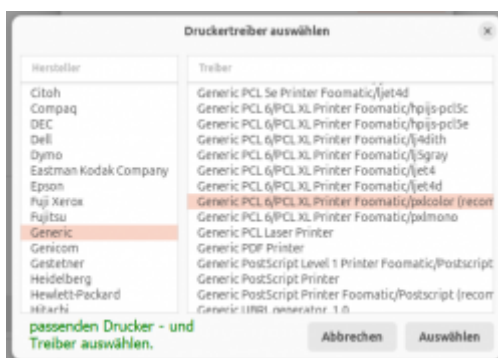 Druckertreiber auswählen
Hersteller
Treiber
Citoh
Compaq
DEC
Dell
Dymo
Eastman Kodak Company
Epson
Fuji Xerox
Fujitsu
Generic
Genicom
Gestetner
Heidelberg
Hewlett-Packard
Hitachi
Generic PCL 5e Printer Foomatic/ljet4d
Generic PCL 6/PCL XL Printer Foomatic/hpijs-pcl5c
Generic PCL 6/PCL XL Printer Foomatic/hpijs-pcl5e
Generic PCL 6/PCL XL Printer Foomatic/lj4dith
Generic PCL 6/PCL XL Printer Foomatic/lj5gray
Generic PCL 6/PCL XL Printer Foomatic/ljet4
Generic PCL 6/PCL XL Printer Foomatic/ljet4d
Generic PCL 6/PCL XL Printer Foomatic/pxlcolor (recom
Generic PCL 6/PCL XL Printer Foomatic/pxlmono
Generic PCL Laser Printer
Generic PDF Printer
Generic PostScript Level 1 Printer Foomatic/Postscript
Generic PostScript Printer
Generic PostScript Printer Foomatic/Postscript (recom
Generic URRI generator, 1.0
passenden Drucker - und
Treiber auswählen.
Abbrechen
Auswählen